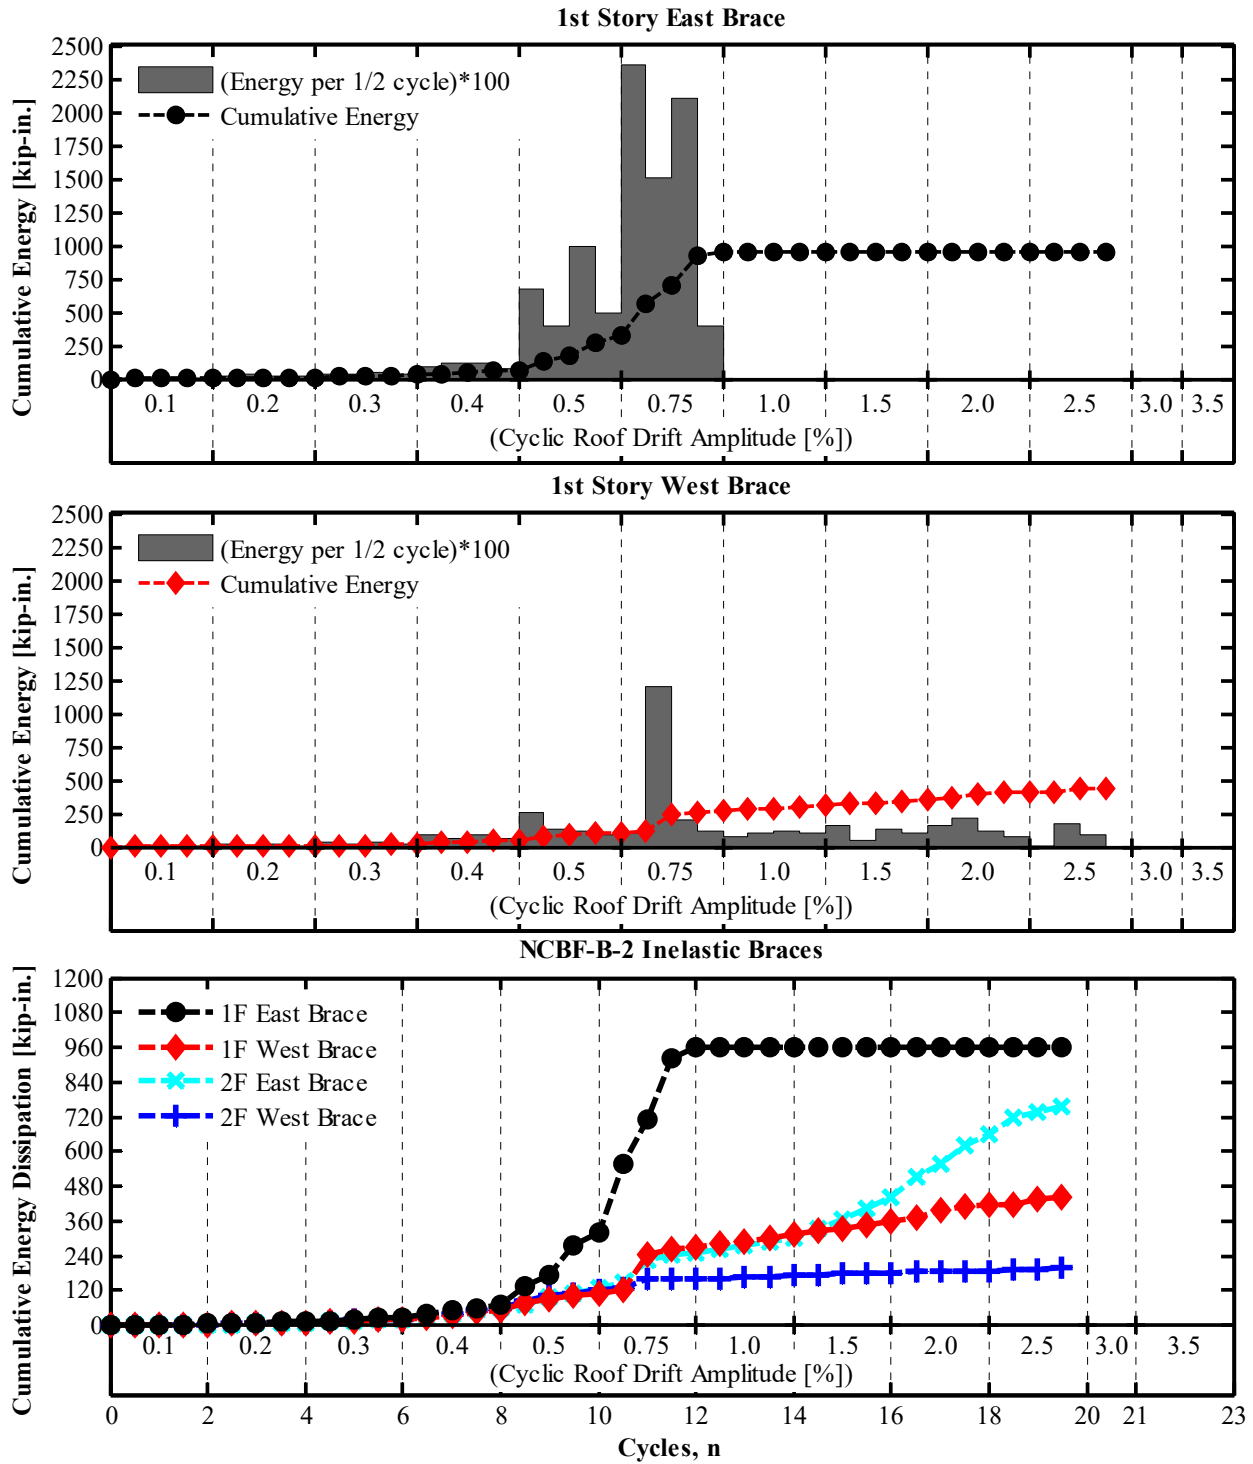 1st Story East Brace
Cumulative Energy [kip-in.]
2500
2250
2000
1750
1500
1250
1000
750
500
250
0
(Energy per 1/2 cycle)*100
Cumulative Energy
0.1 0.2 0.3 0.4 0.5 0.75 1.0 1.5 2.0 2.5 3.0 3.5
(Cyclic Roof Drift Amplitude [%])
1st Story West Brace
Cumulative Energy [kip-in.]
2500
2250
2000
1750
1500
1250
1000
750
500
250
0
(Energy per 1/2 cycle)*100
Cumulative Energy
0.1 0.2 0.3 0.4 0.5 0.75 1.0 1.5 2.0 2.5 3.0 3.5
(Cyclic Roof Drift Amplitude [%])
NCBF-B-2 Inelastic Braces
Cumulative Energy Dissipation [kip-in.]
1200
1080
960
840
720
600
480
360
240
120
0
1F East Brace
1F West Brace
2F East Brace
2F West Brace
0.1 0.2 0.3 0.4 0.5 0.75 1.0 1.5 2.0 2.5 3.0 3.5
(Cyclic Roof Drift Amplitude [%])
0 2 4 6 8 10 12 14 16 18 20 21 23
Cycles, n